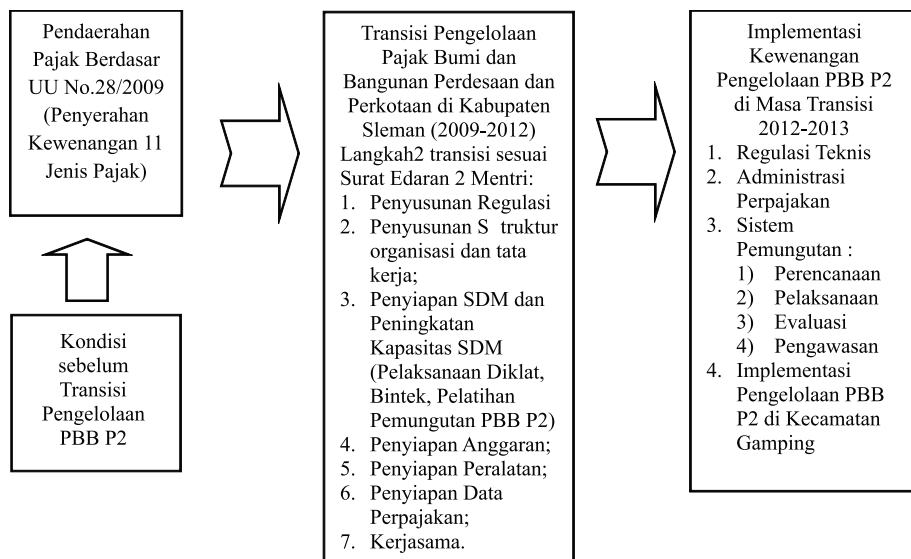 Pendaerahan
Pajak Berdasar
UU No.28/2009
(Penyerahan
Kewenangan 11
Jenis Pajak)
Kondisi
sebelum
Transisi
Pengelolaan
PBB P2
Transisi Pengelolaan
Pajak Bumi dan
Bangunan Perdesaan dan
Perkotaan di Kabupaten
Sleman (2009-2012)
Langkah2 transisi sesuai
Surat Edaran 2 Mentri:
1. Penyusunan Regulasi
2. Penyusunan S truktur
organisasi dan tata
kerja;
3. Penyiapan SDM dan
Peningkatan
Kapasitas SDM
(Pelaksanaan Diklat,
Bintek, Pelatihan
Pemungutan PBB P2)
4. Penyiapan Anggaran;
5. Penyiapan Peralatan;
6. Penyiapan Data
Perpajakan;
7. Kerjasama.
Implementasi
Kewenangan
Pengelolaan PBB P2
di Masa Transisi
2012-2013
1. Regulasi Teknis
2. Administrasi
Perpajakan
3. Sistem
Pemungutan :
1) Perencanaan
2) Pelaksanaan
3) Evaluasi
4) Pengawasan
4. Implementasi
Pengelolaan PBB
P2 di Kecamatan
Gamping